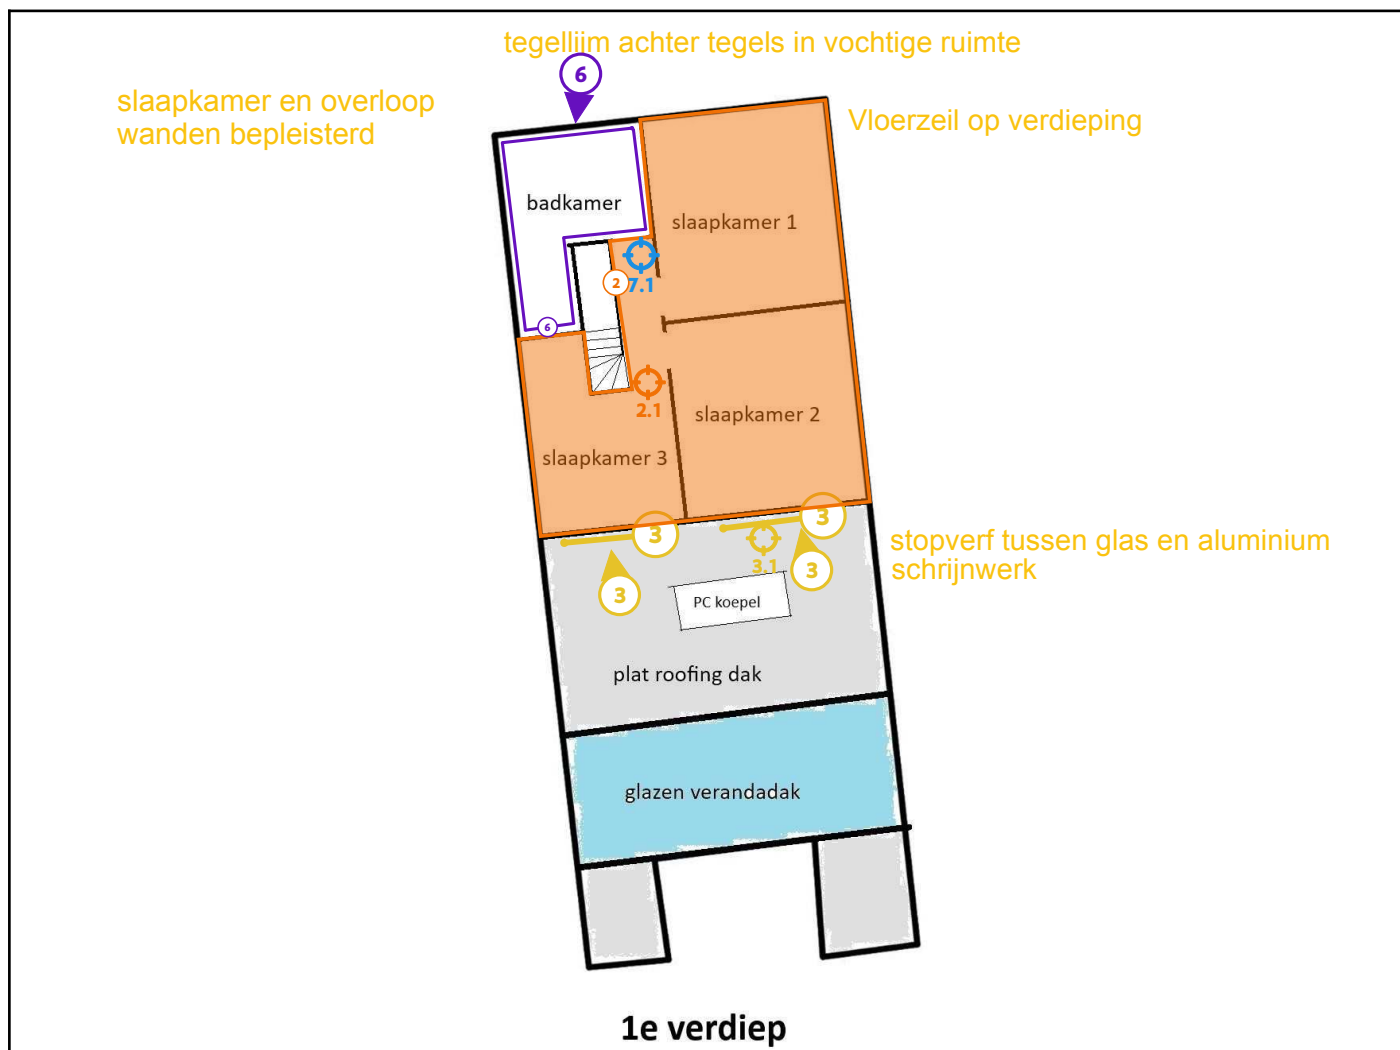 tegellijm achter tegels in vochtige ruimte
6
slaapkamer en overloop
wanden bepleisterd
Vloerzeil op verdieping
badkamer
slaapkamer 1
2
7.1
6
2.1
slaapkamer 2
slaapkamer 3
3
3
stopverf tussen glas en aluminium
schrijnwerk
3.1
3
3
PC koepel
plat roofing dak
glazen verandadak
1e verdiep